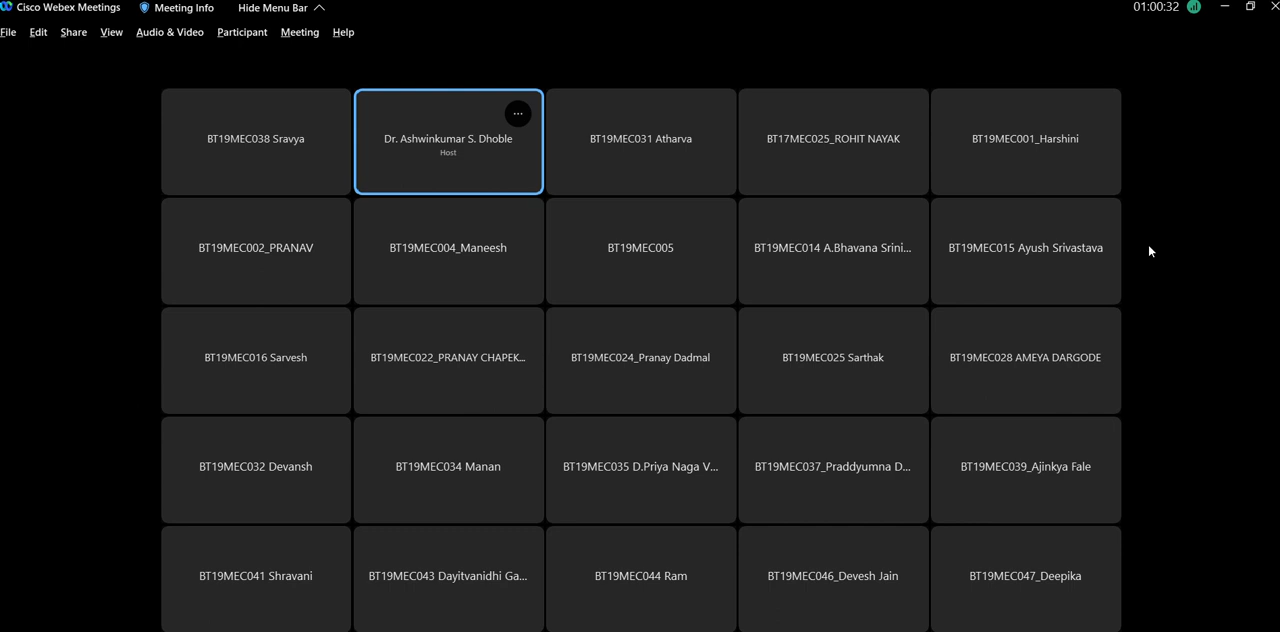 Cisco Webex Meetings Meeting Info Hide Menu Bar 01:00:32
File Edit Share View Audio & Video Participant Meeting Help
BT19MEC038 Sravya Dr. Ashwinkumar S. Dhoble BT19MEC031 Atharva BT17MEC025_ROHIT NAYAK BT19MEC001_Harshini
Host
BT19MEC002_PRANAV BT19MEC004_Maneesh BT19MEC005 BT19MEC014 A.Bhavana Srini... BT19MEC015 Ayush Srivastava
BT19MEC016 Sarvesh BT19MEC022_PRANAY CHAPEK... BT19MEC024_Pranay Dadmal BT19MEC025 Sarthak BT19MEC028 AMEYA DARGODE
BT19MEC032 Devansh BT19MEC034 Manan BT19MEC035 D.Priya Naga V... BT19MEC037_Praddyumna D... BT19MEC039_Ajinkya Fale
BT19MEC041 Shravani BT19MEC043 Dayitvanidhi Ga... BT19MEC044 Ram BT19MEC046_Devesh Jain BT19MEC047_Deepika